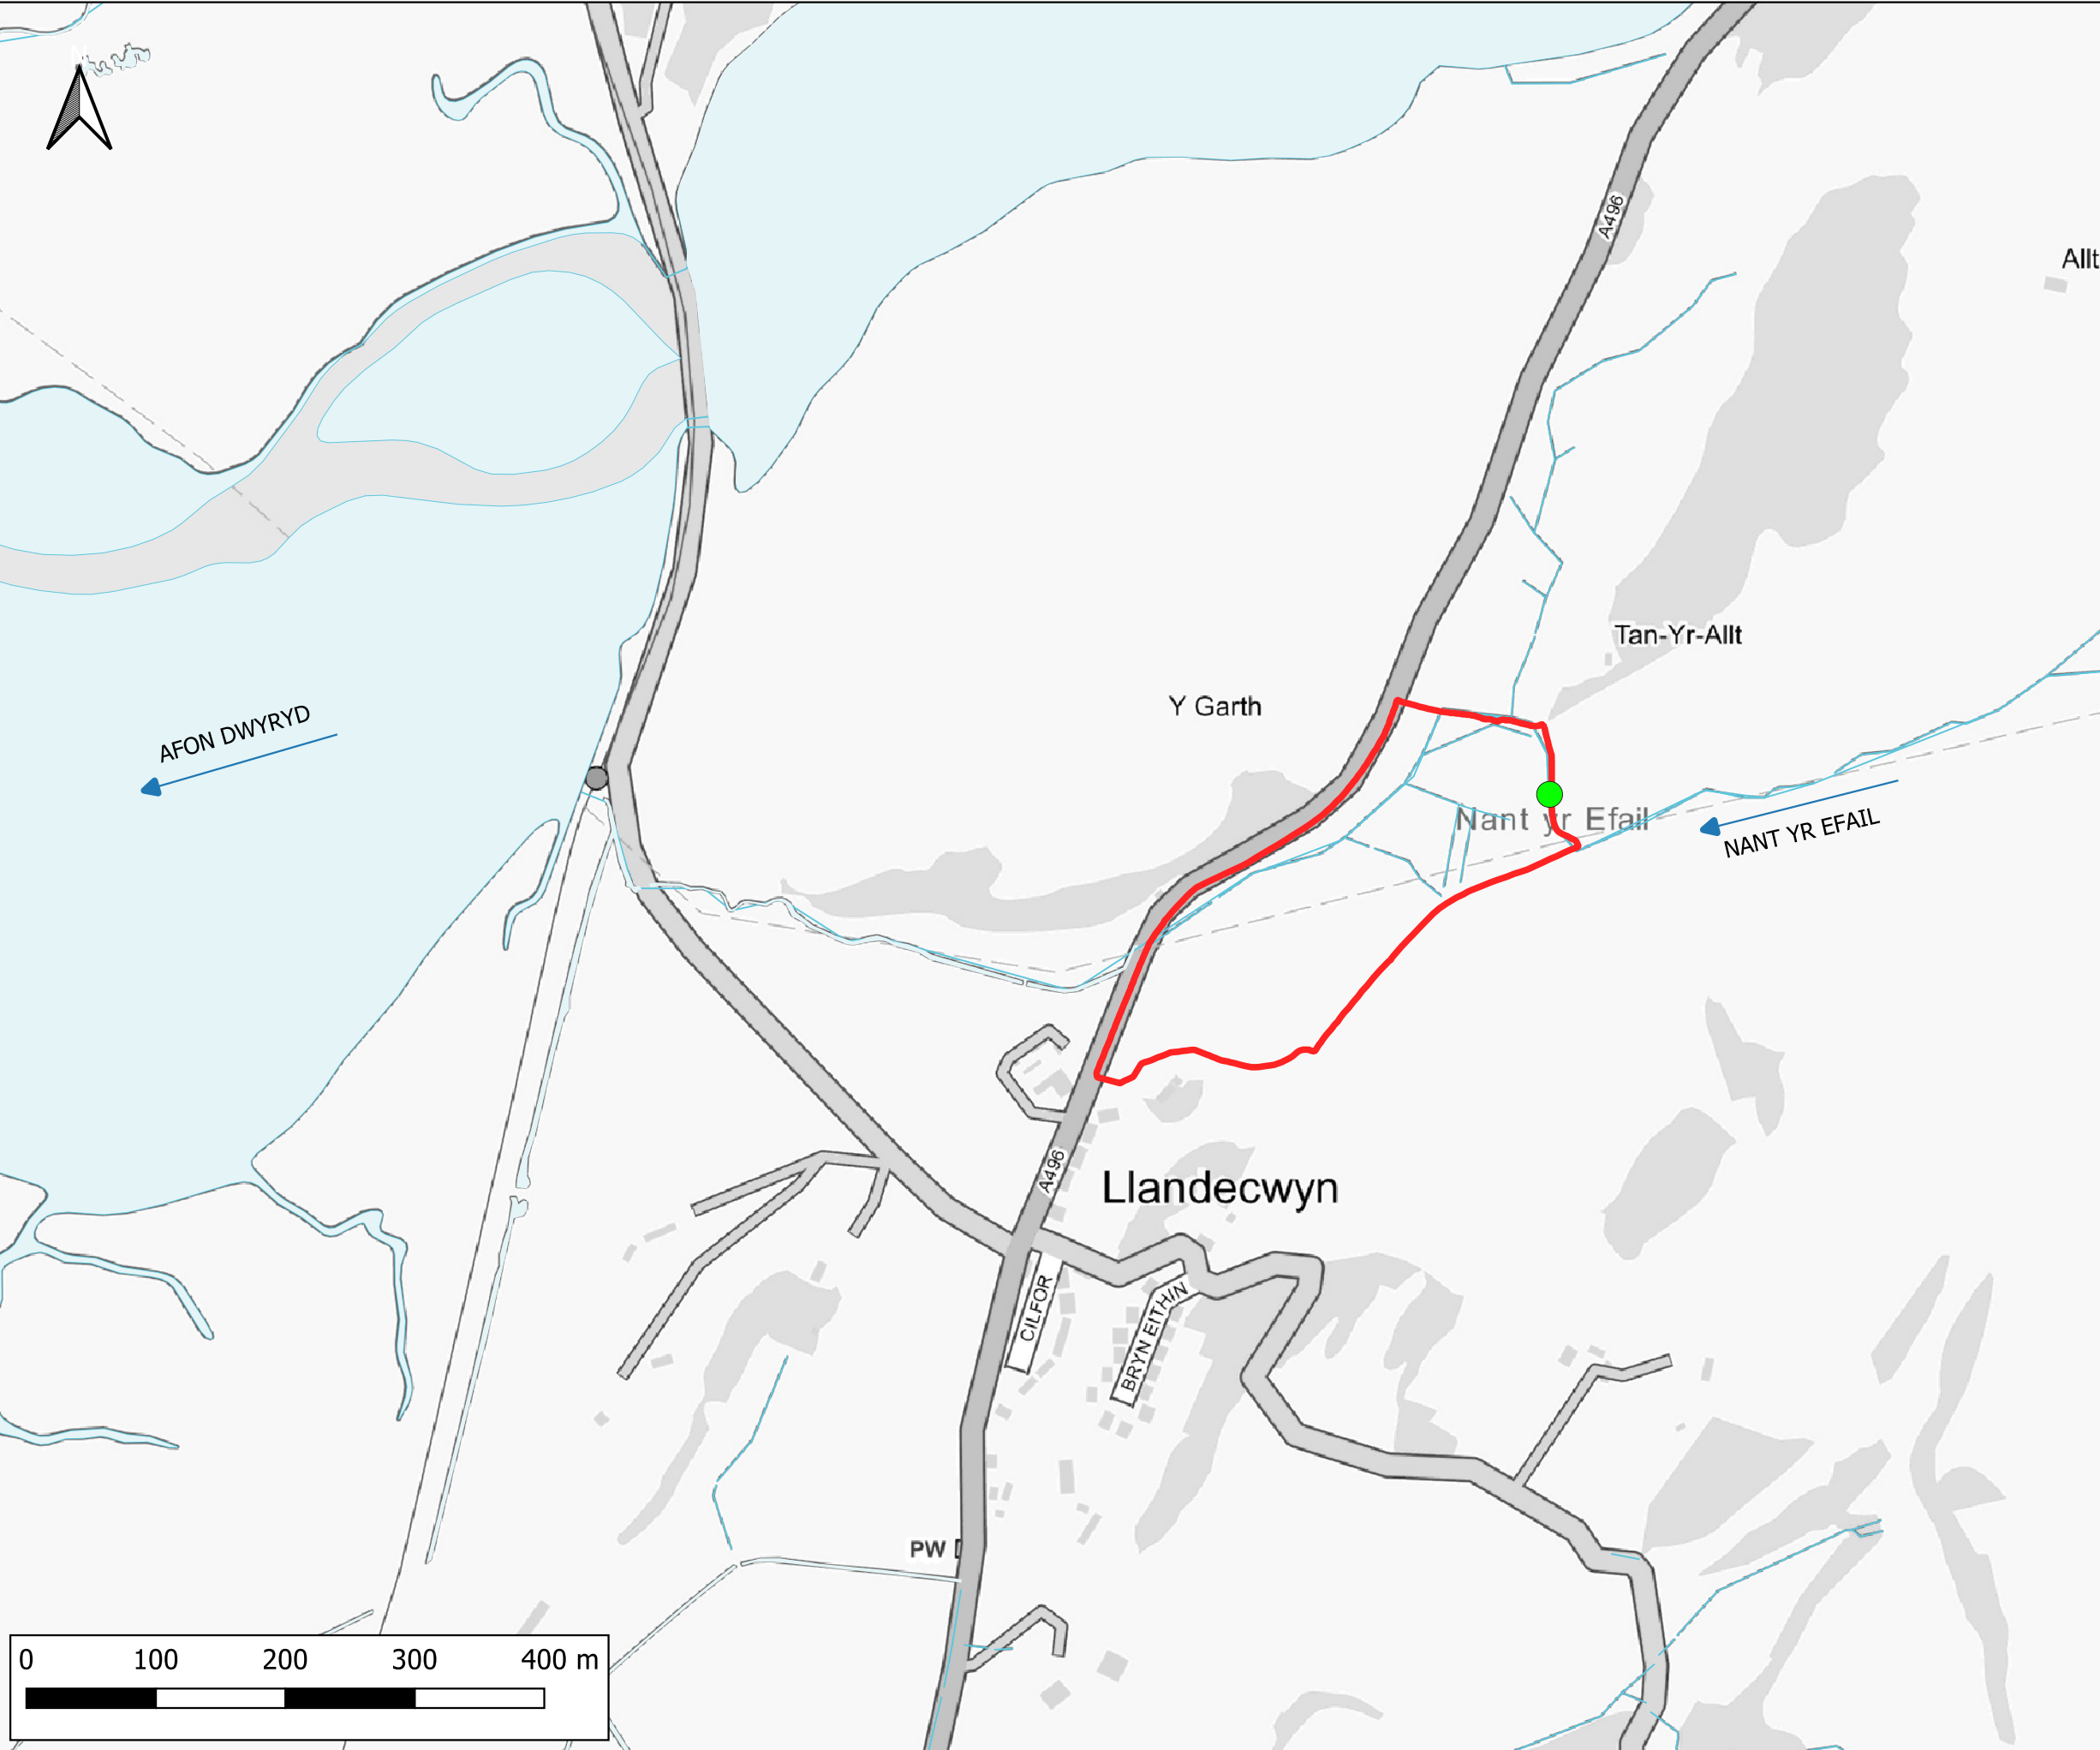 N
A496
Allt
Tan-Yr-Allt
Y Garth
AFON DWYRYD
Nant yr Efail
NANT YR EFAIL
A496
Llandecwyn
CILFOR
BRYN EITHIN
PW
0 100 200 300 400 m